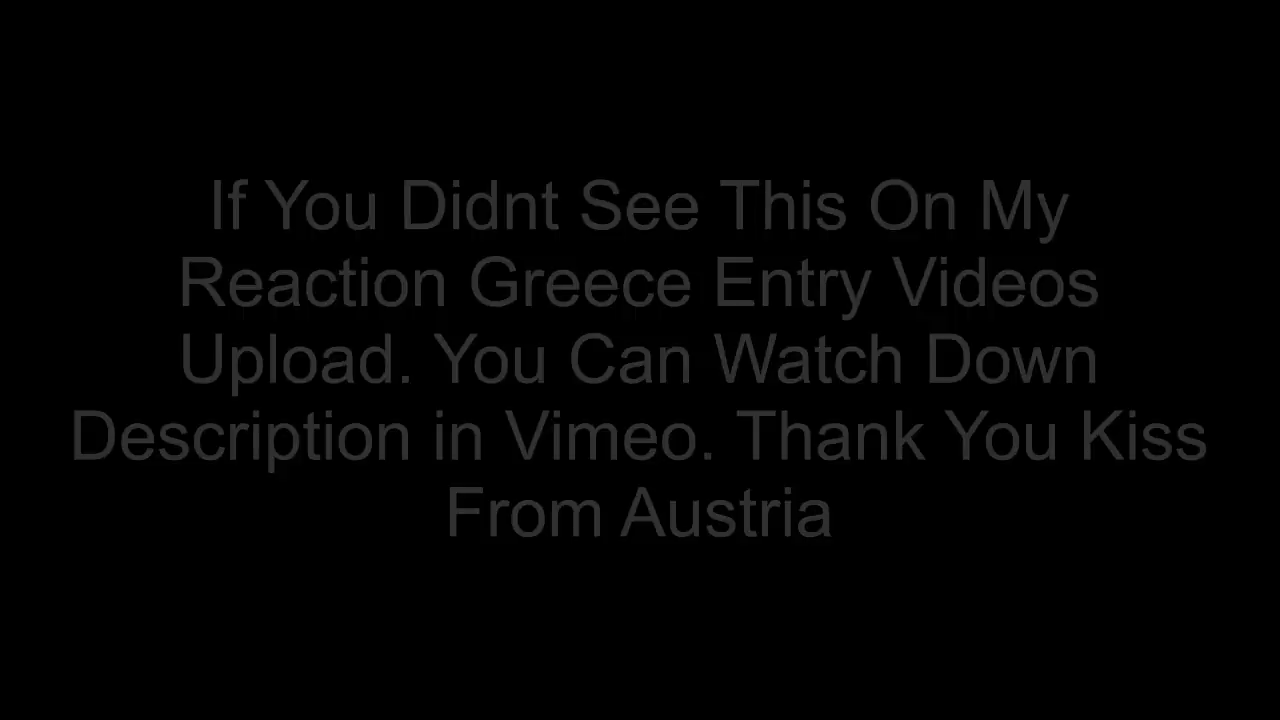 If You Didnt See This On My
Reaction Greece Entry Videos
Upload. You Can Watch Down
Description in Vimeo. Thank You Kiss
From Austria